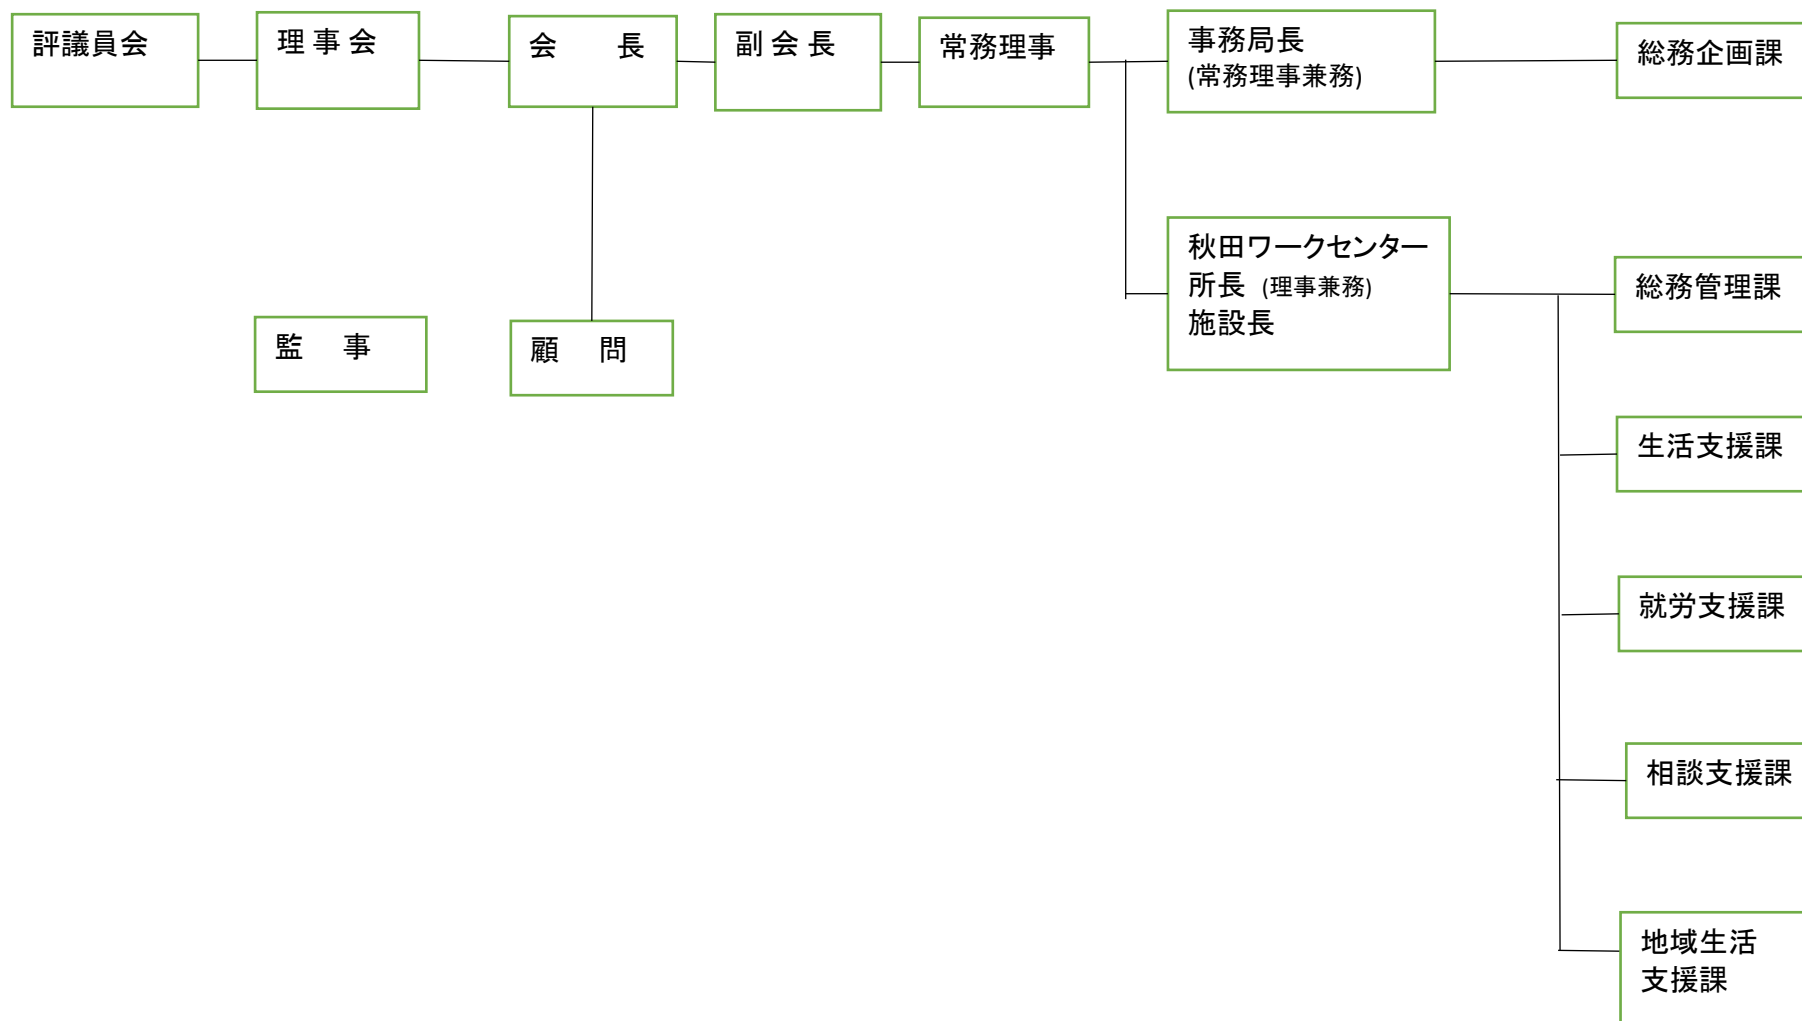 評議員会
理 事 会
会　　長
副 会 長
常務理事
事務局長
(常務理事兼務)
総務企画課
秋田ワークセンター
所長 (理事兼務)
施設長
総務管理課
監　事
顧　問
生活支援課
就労支援課
相談支援課
地域生活
支援課